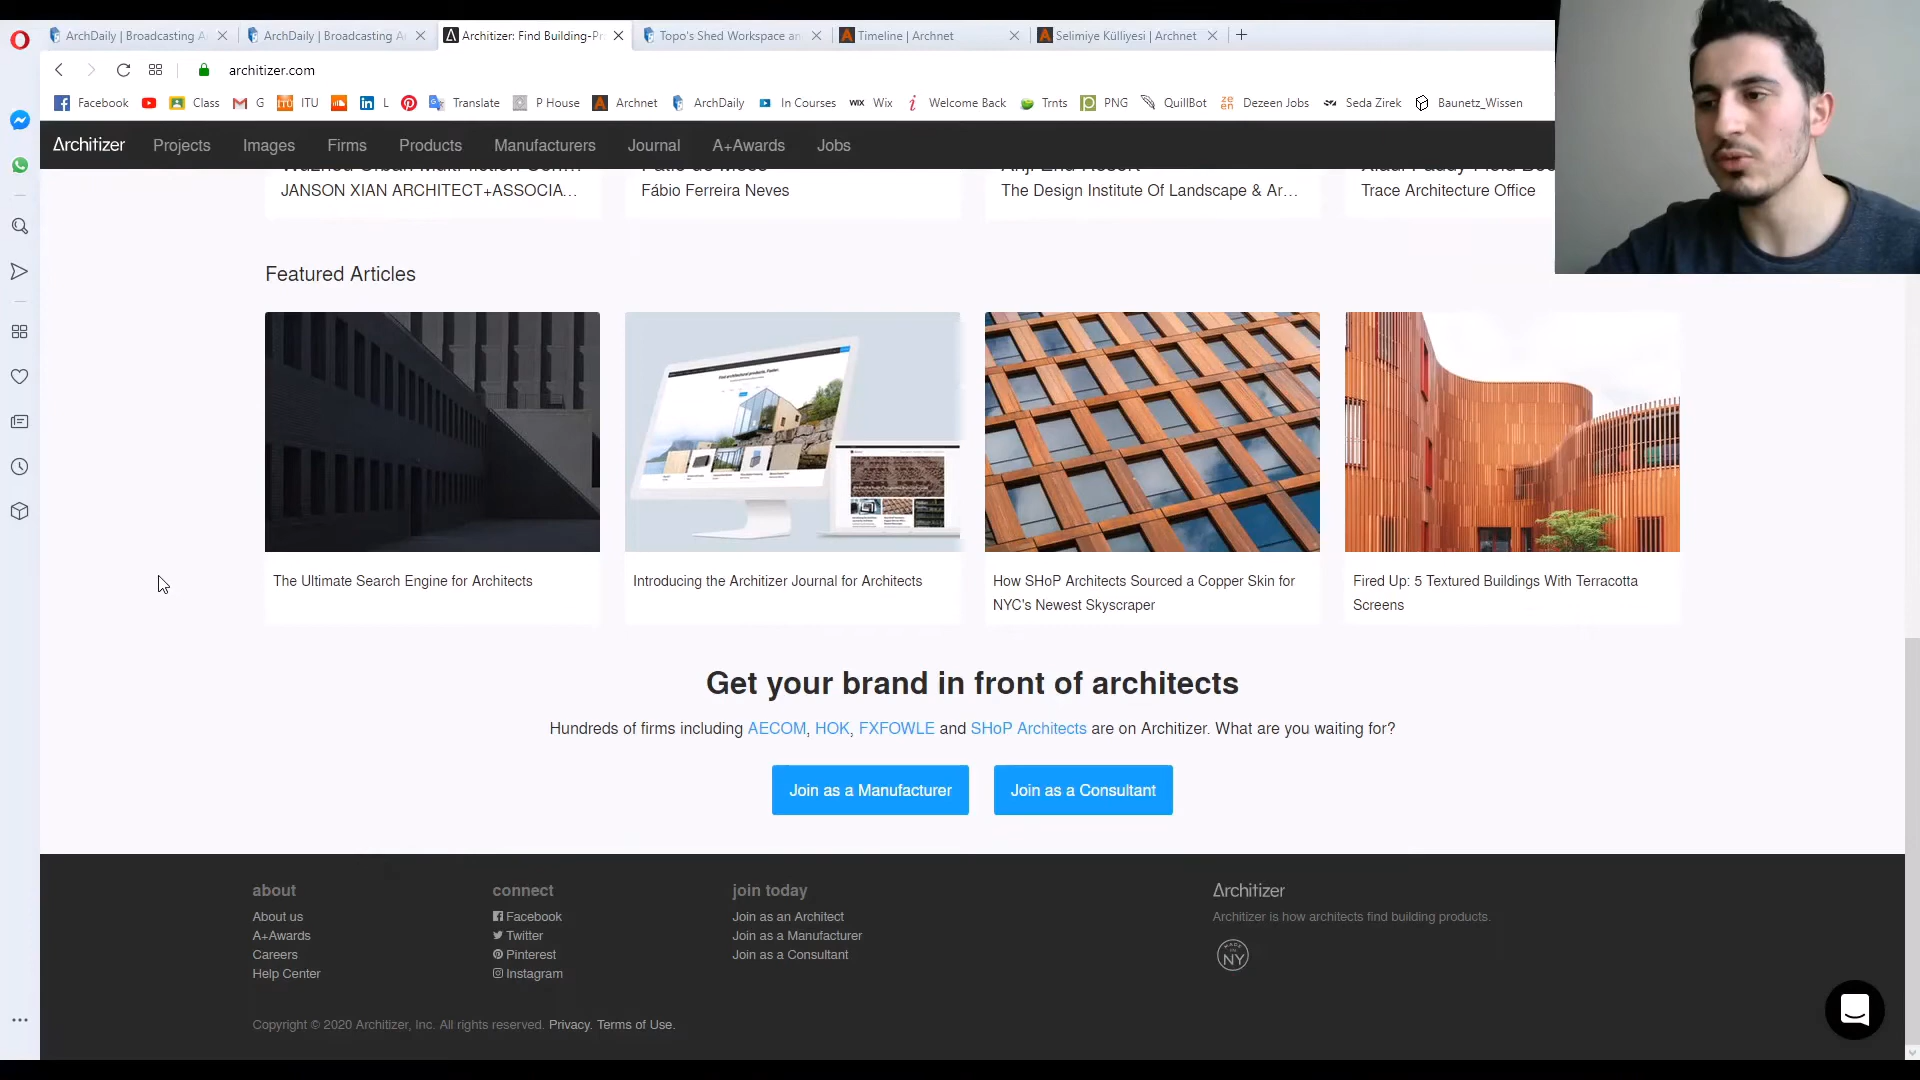 ArchDaily | Broadcasting A
ArchDaily | Broadcasting A
Architizer: Find Building-Pr
Topo's Shed Workspace an
Timeline | Archnet
Selimiye Külliyesi | Archnet
architizer.com
Facebook
Class
G
ITU
ITU
L
Translate
P House
Archnet
ArchDaily
In Courses
WIX Wix
Welcome Back
Trnts
PNG
QuillBot
Dezeen Jobs
Seda Zirek
Baunetz_Wissen
Architizer
Projects
Images
Firms
Products
Manufacturers
Journal
A+Awards
Jobs
JANSON XIAN ARCHITECT+ASSOCIA...
Fábio Ferreira Neves
The Design Institute Of Landscape & Ar...
Trace Architecture Office
Featured Articles
The Ultimate Search Engine for Architects
Introducing the Architizer Journal for Architects
How SHoP Architects Sourced a Copper Skin for
NYC's Newest Skyscraper
Fired Up: 5 Textured Buildings With Terracotta
Screens
Get your brand in front of architects
Hundreds of firms including AECOM, HOK, FXFOWLE and SHoP Architects are on Architizer. What are you waiting for?
Join as a Manufacturer
Join as a Consultant
about
About us
A+Awards
Careers
Help Center
connect
Facebook
Twitter
Pinterest
Instagram
join today
Join as an Architect
Join as a Manufacturer
Join as a Consultant
Architizer
Architizer is how architects find building products.
MADE IN NY
Copyright © 2020 Architizer, Inc. All rights reserved. Privacy. Terms of Use.